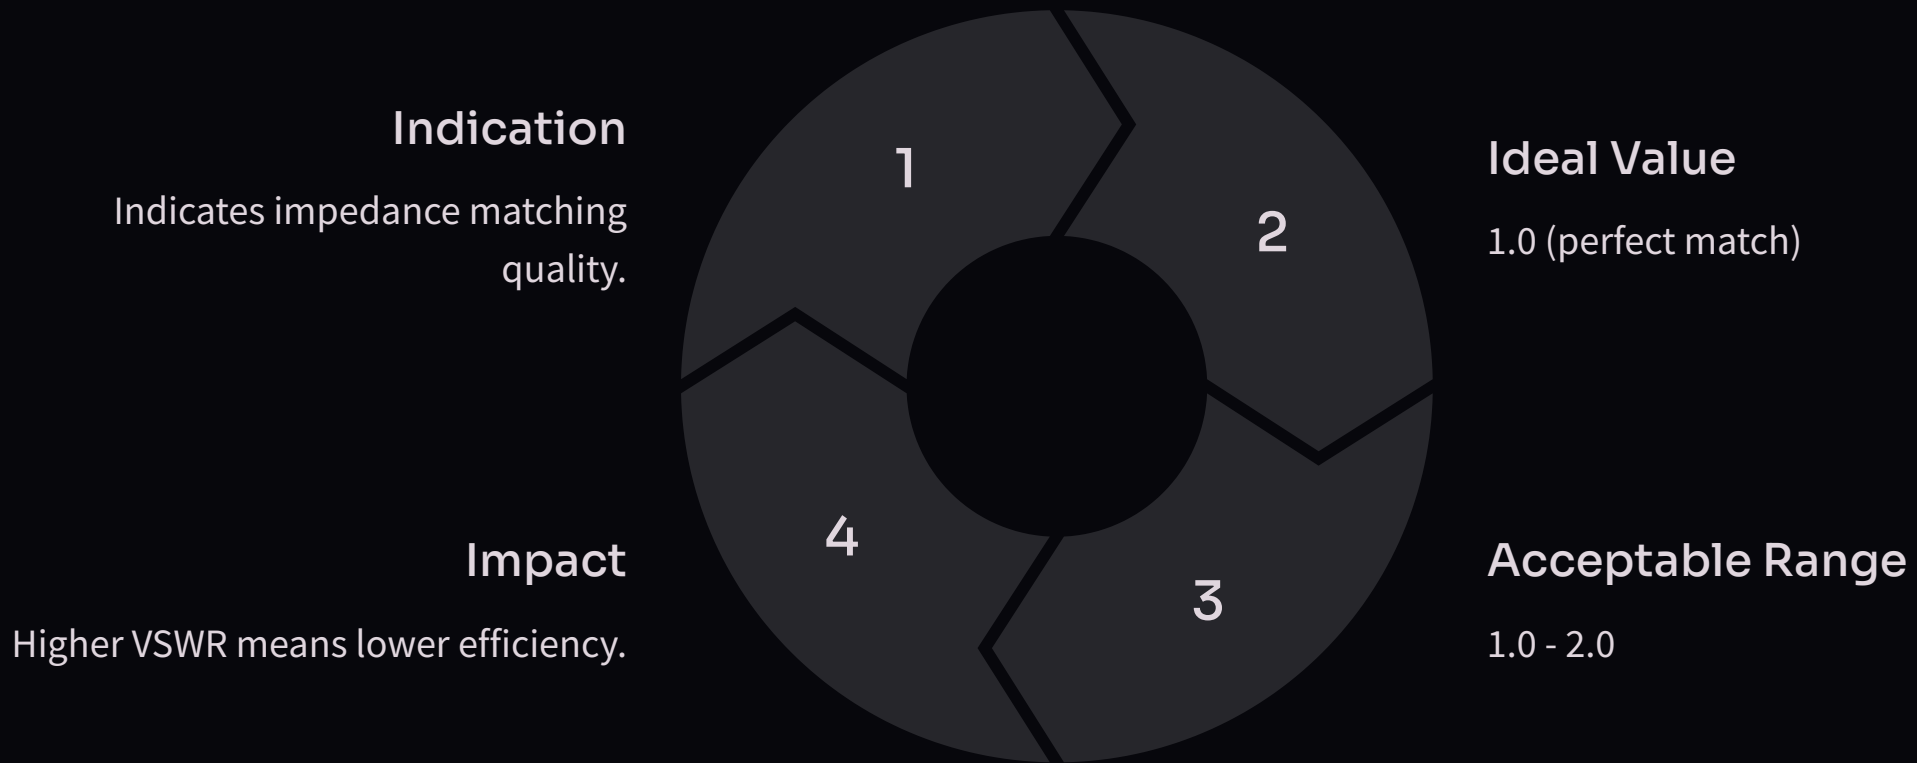 Indication
Indicates impedance matching
quality.
1
2
Ideal Value
1.0 (perfect match)
Impact
Higher VSWR means lower efficiency.
4
3
Acceptable Range
1.0 - 2.0